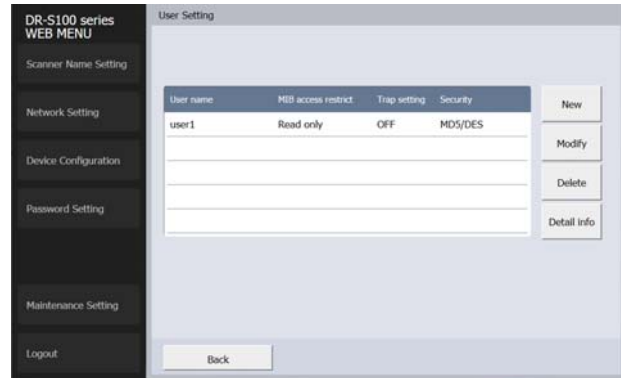 DR-S100 series
WEB MENU
User Setting
Scanner Name Setting
Network Setting
Device Configuration
Password Setting
Maintenance Setting
Logout
User name MIB access restrict Trap setting Security
user1 Read only OFF MD5/DES
New
Modify
Delete
Detail info
Back